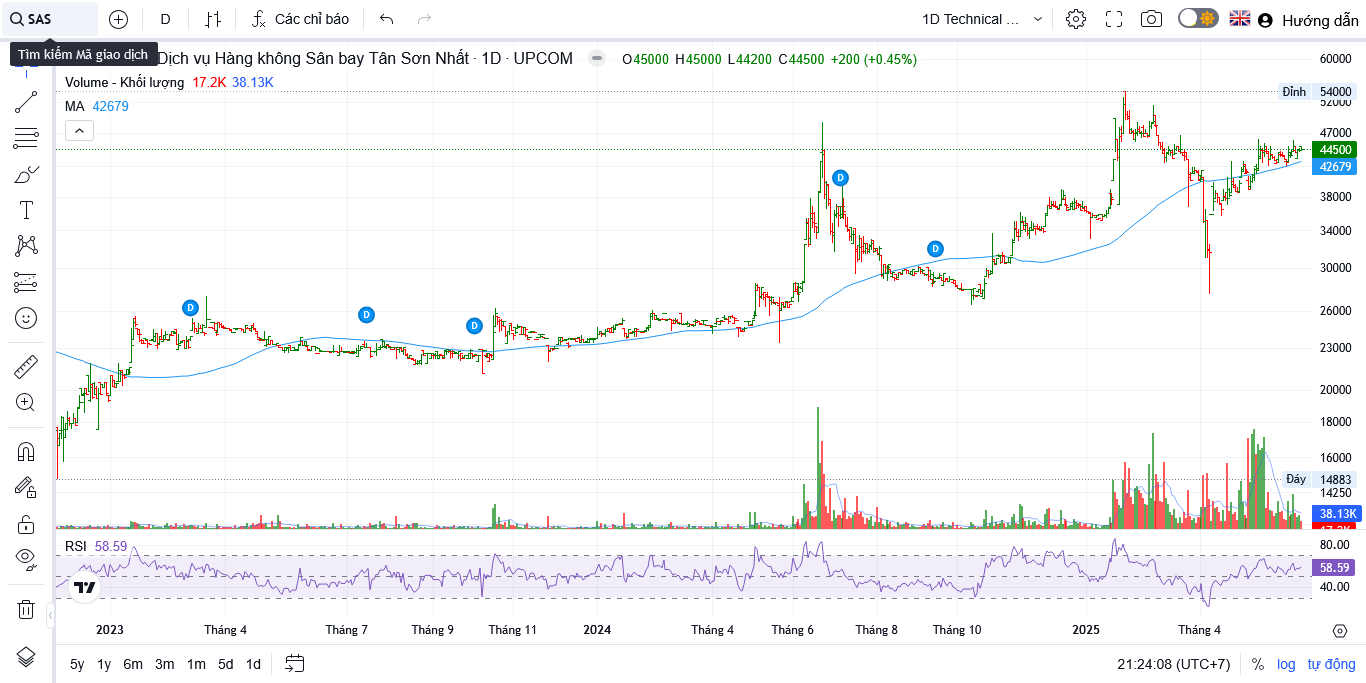 SAS D Các chỉ báo 1D Technical ... Hướng dẫn
Tìm kiếm Mã giao dịch
Dịch vụ Hàng không Sân bay Tân Sơn Nhất · 1D · UPCOM O45000 H45000 L44200 C44500 +200 (+0.45%)
Volume - Khối lượng 17.2K 38.13K
MA 42679
60000
Đỉnh 54000
52000
47000
44500
42679
38000
34000
30000
26000
23000
20000
18000
16000
Đáy 14883
14250
38.13K
17.2K
D
D
D
D
D
RSI 58.59
80.00
58.59
40.00
2023 Tháng 4 Tháng 7 Tháng 9 Tháng 11 2024 Tháng 4 Tháng 6 Tháng 8 Tháng 10 2025 Tháng 4
5y 1y 6m 3m 1m 5d 1d 21:24:08 (UTC+7) % log tự động